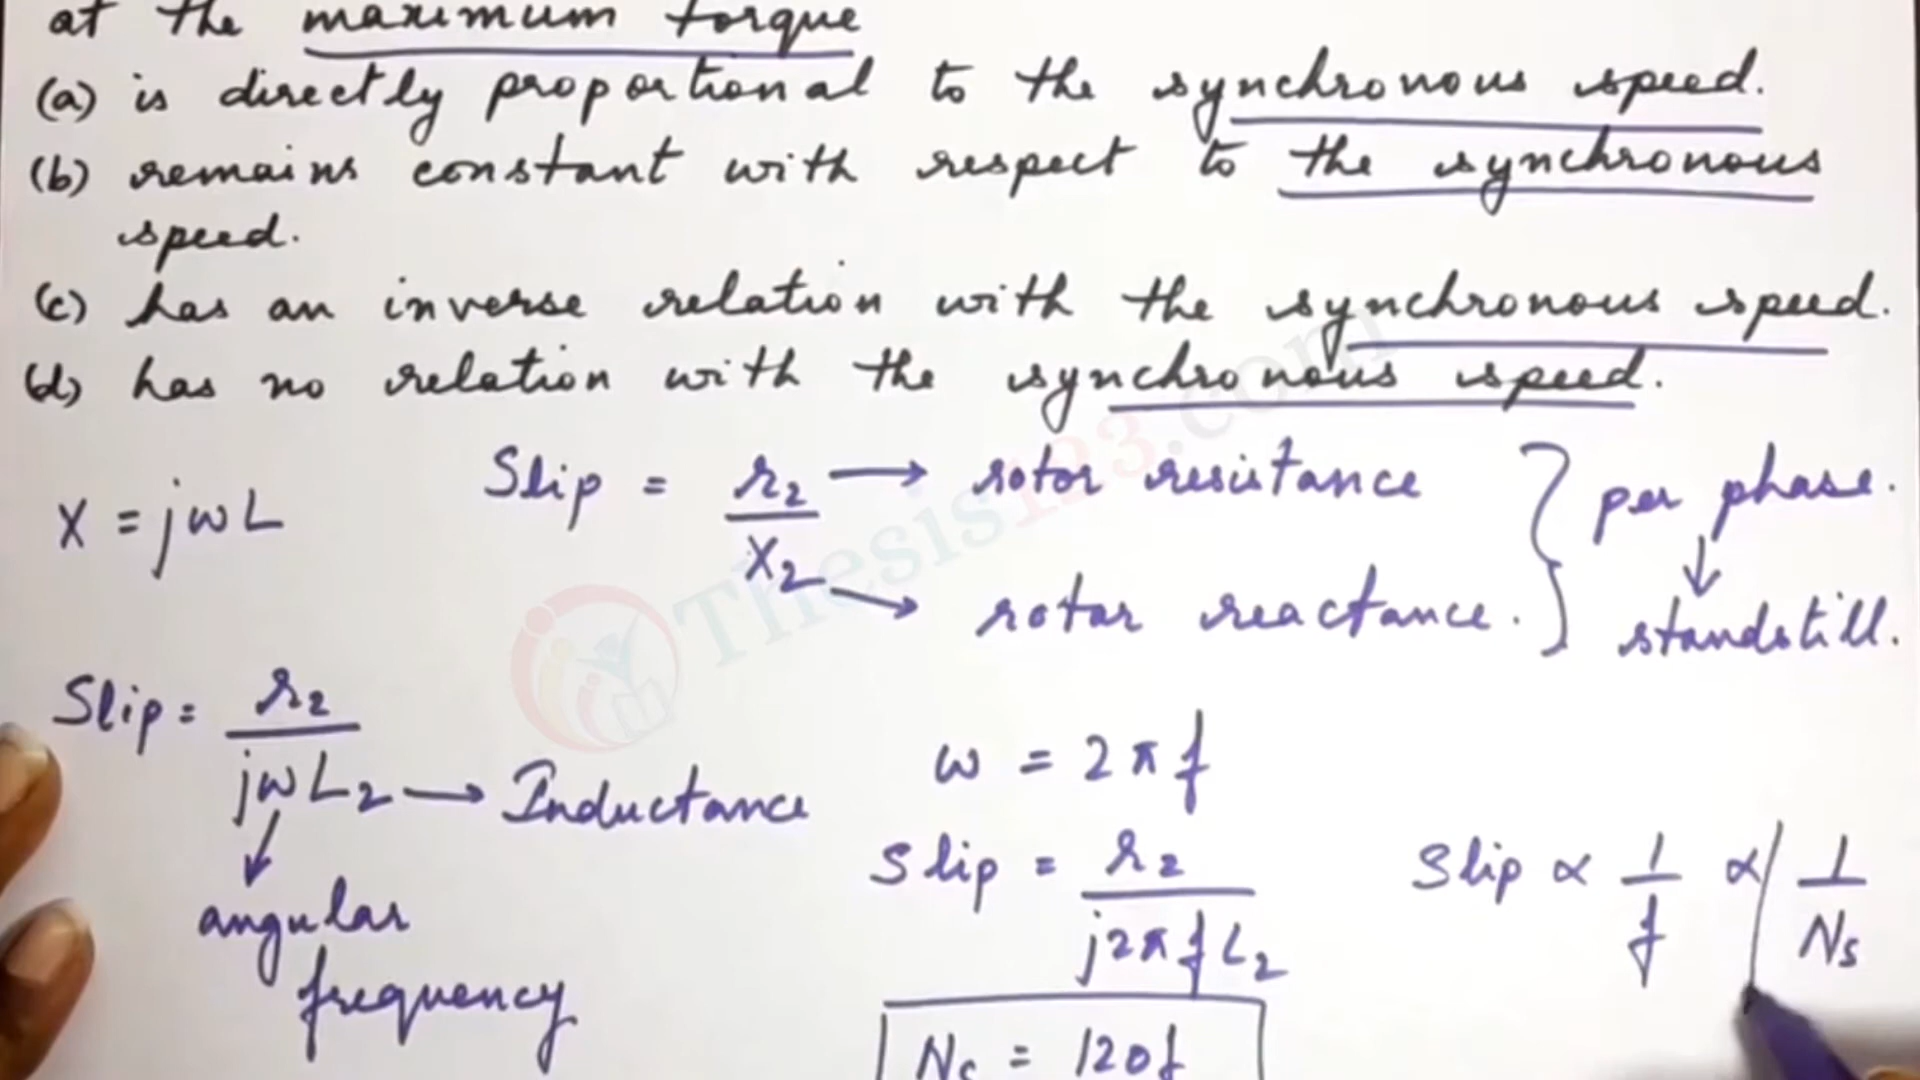 at the maximum torque
(a) is directly proportional to the synchronous speed.
(b) remains constant with respect to the synchronous
speed.
(c) has an inverse relation with the synchronous speed.
(d) has no relation with the synchronous speed.
X = jωL
Slip = r₂/X₂
→ rotor resistance
→ rotor reactance.
} per phase.
↓
standstill.
Thesis123.com
Slip = r₂/jωL₂ → Inductance
angular
frequency
ω = 2πf
Slip = r₂/j2πfL₂
Slip ∝ 1/f ∝ 1/Ns
Ns = 120f